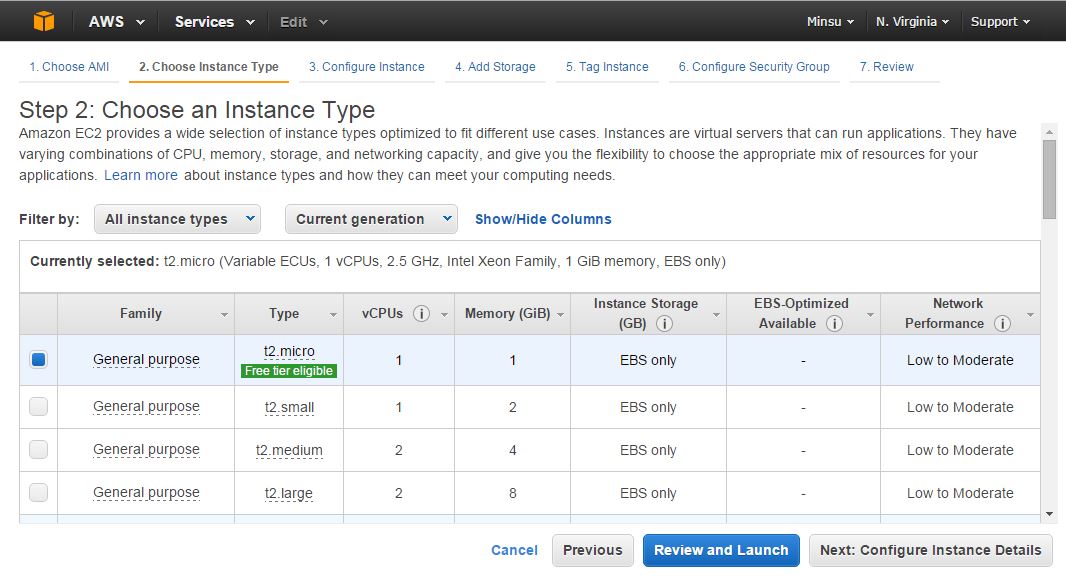 AWS Services Edit Minsu N. Virginia Support
1. Choose AMI 2. Choose Instance Type 3. Configure Instance 4. Add Storage 5. Tag Instance 6. Configure Security Group 7. Review
Step 2: Choose an Instance Type
Amazon EC2 provides a wide selection of instance types optimized to fit different use cases. Instances are virtual servers that can run applications. They have
varying combinations of CPU, memory, storage, and networking capacity, and give you the flexibility to choose the appropriate mix of resources for your
applications. Learn more about instance types and how they can meet your computing needs.
Filter by: All instance types Current generation Show/Hide Columns
Currently selected: t2.micro (Variable ECUs, 1 vCPUs, 2.5 GHz, Intel Xeon Family, 1 GiB memory, EBS only)
Family Type vCPUs i Memory (GiB) Instance Storage (GB) i EBS-Optimized Available i Network Performance i
General purpose t2.micro 1 1 EBS only - Low to Moderate
Free tier eligible
General purpose t2.small 1 2 EBS only - Low to Moderate
General purpose t2.medium 2 4 EBS only - Low to Moderate
General purpose t2.large 2 8 EBS only - Low to Moderate
Cancel Previous Review and Launch Next: Configure Instance Details